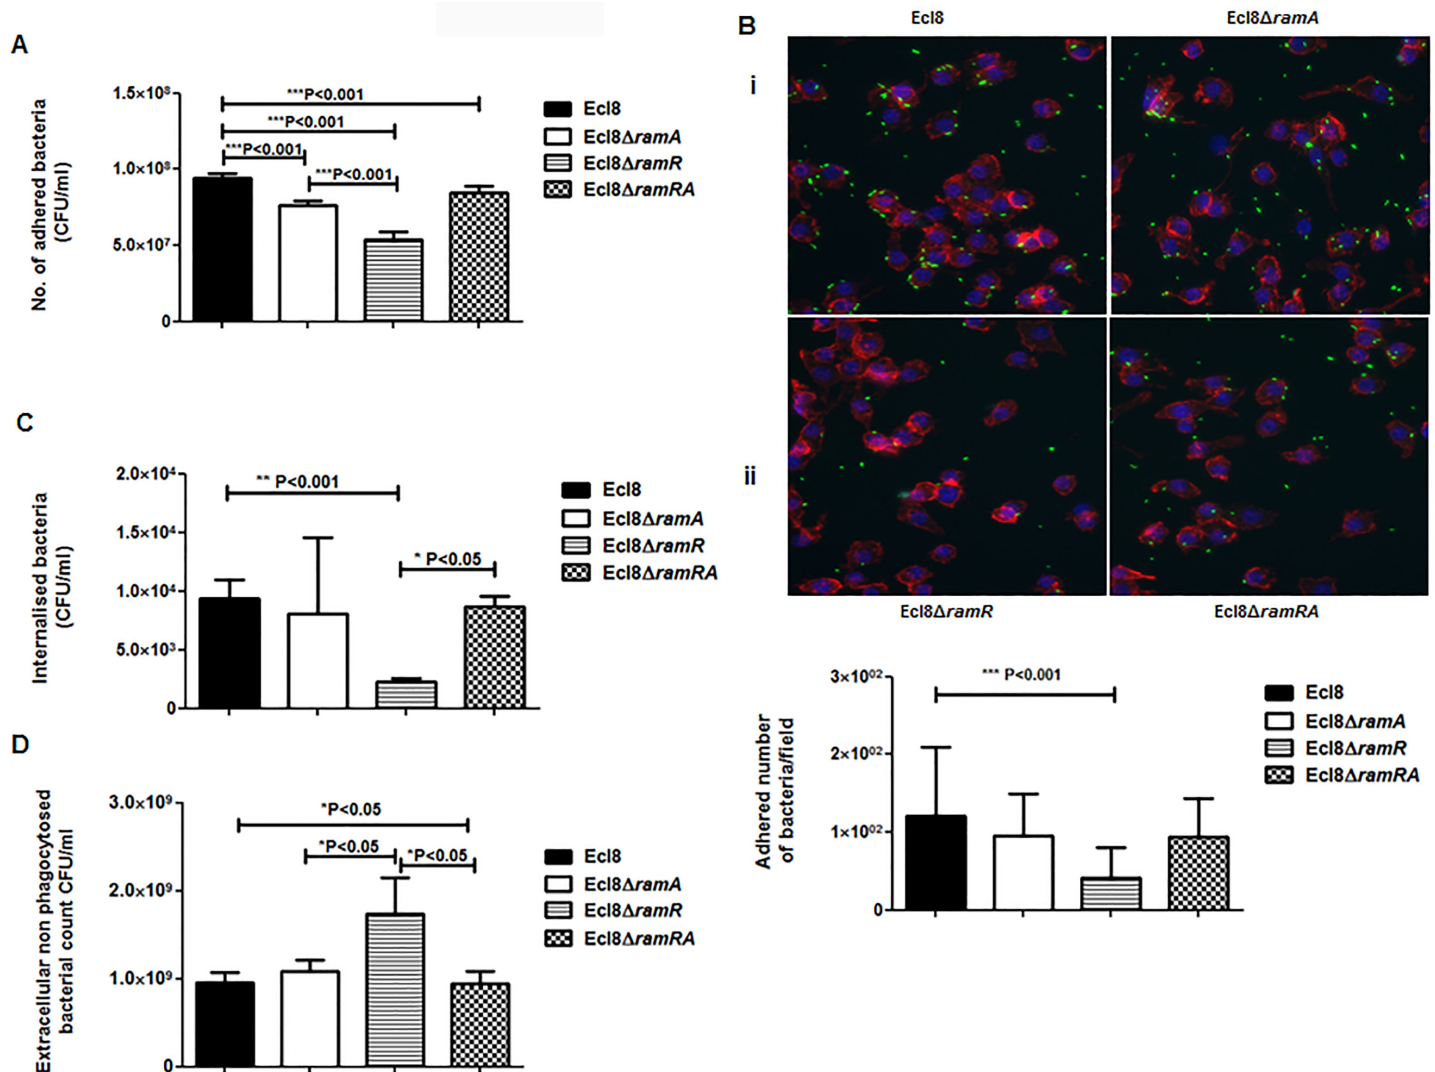 A
No. of adhered bacteria
(CFU/ml)
1.5×10⁸
1.0×10⁸
5.0×10⁷
0
***P<0.001
***P<0.001
***P<0.001
***P<0.001
Ecl8
Ecl8ΔramA
Ecl8ΔramR
Ecl8ΔramRA
B
Ecl8
Ecl8ΔramA
i
ii
Ecl8ΔramR
Ecl8ΔramRA
Adhered number
of bacteria/field
3×10⁰²
2×10⁰²
1×10⁰²
0
*** P<0.001
Ecl8
Ecl8ΔramA
Ecl8ΔramR
Ecl8ΔramRA
C
Internalised bacteria
(CFU/ml)
2.0×10⁴
1.5×10⁴
1.0×10⁴
5.0×10³
0
** P<0.001
* P<0.05
Ecl8
Ecl8ΔramA
Ecl8ΔramR
Ecl8ΔramRA
D
Extracellular non phagocytosed
bacterial count CFU/ml
3.0×10⁹
2.0×10⁹
1.0×10⁹
0
*P<0.05
*P<0.05
*P<0.05
Ecl8
Ecl8ΔramA
Ecl8ΔramR
Ecl8ΔramRA